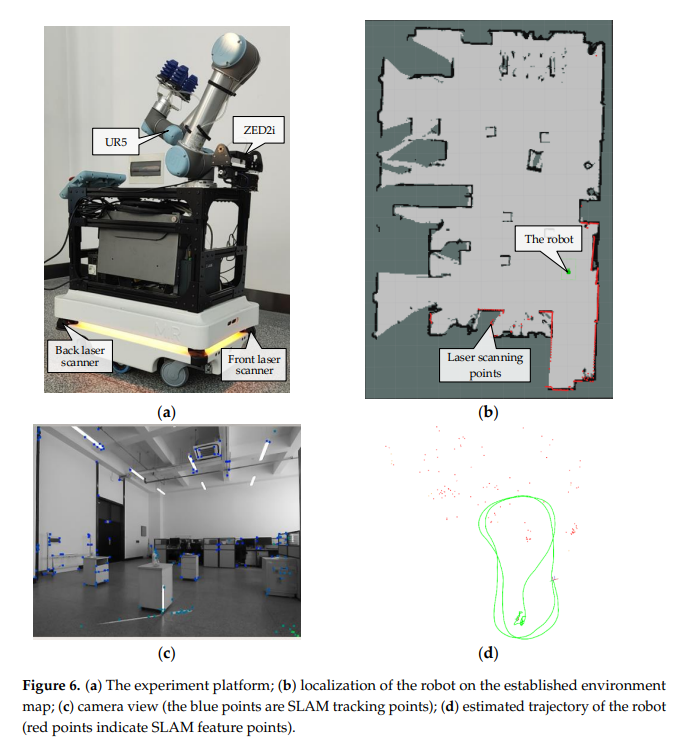 UR5
ZED2i
Back laser
scanner
Front laser
scanner
(a)
The robot
Laser scanning
points
(b)
(c)
(d)
Figure 6. (a) The experiment platform; (b) localization of the robot on the established environment
map; (c) camera view (the blue points are SLAM tracking points); (d) estimated trajectory of the robot
(red points indicate SLAM feature points).